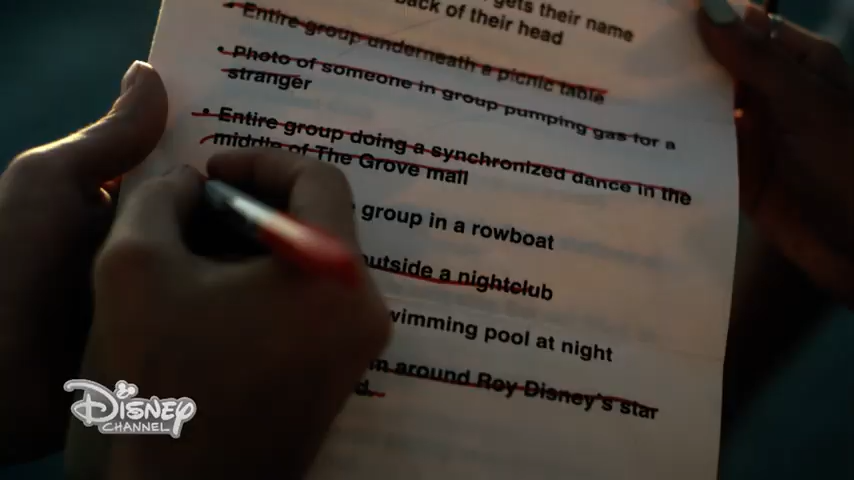 gets their name
back of their head
• Entire group underneath a picnic table
• Photo of someone in group pumping gas for a
stranger
• Entire group doing a synchronized dance in the
middle of The Grove mall
group in a rowboat
outside a nightclub
swimming pool at night
around Roy Disney's star
DISNEY
CHANNEL